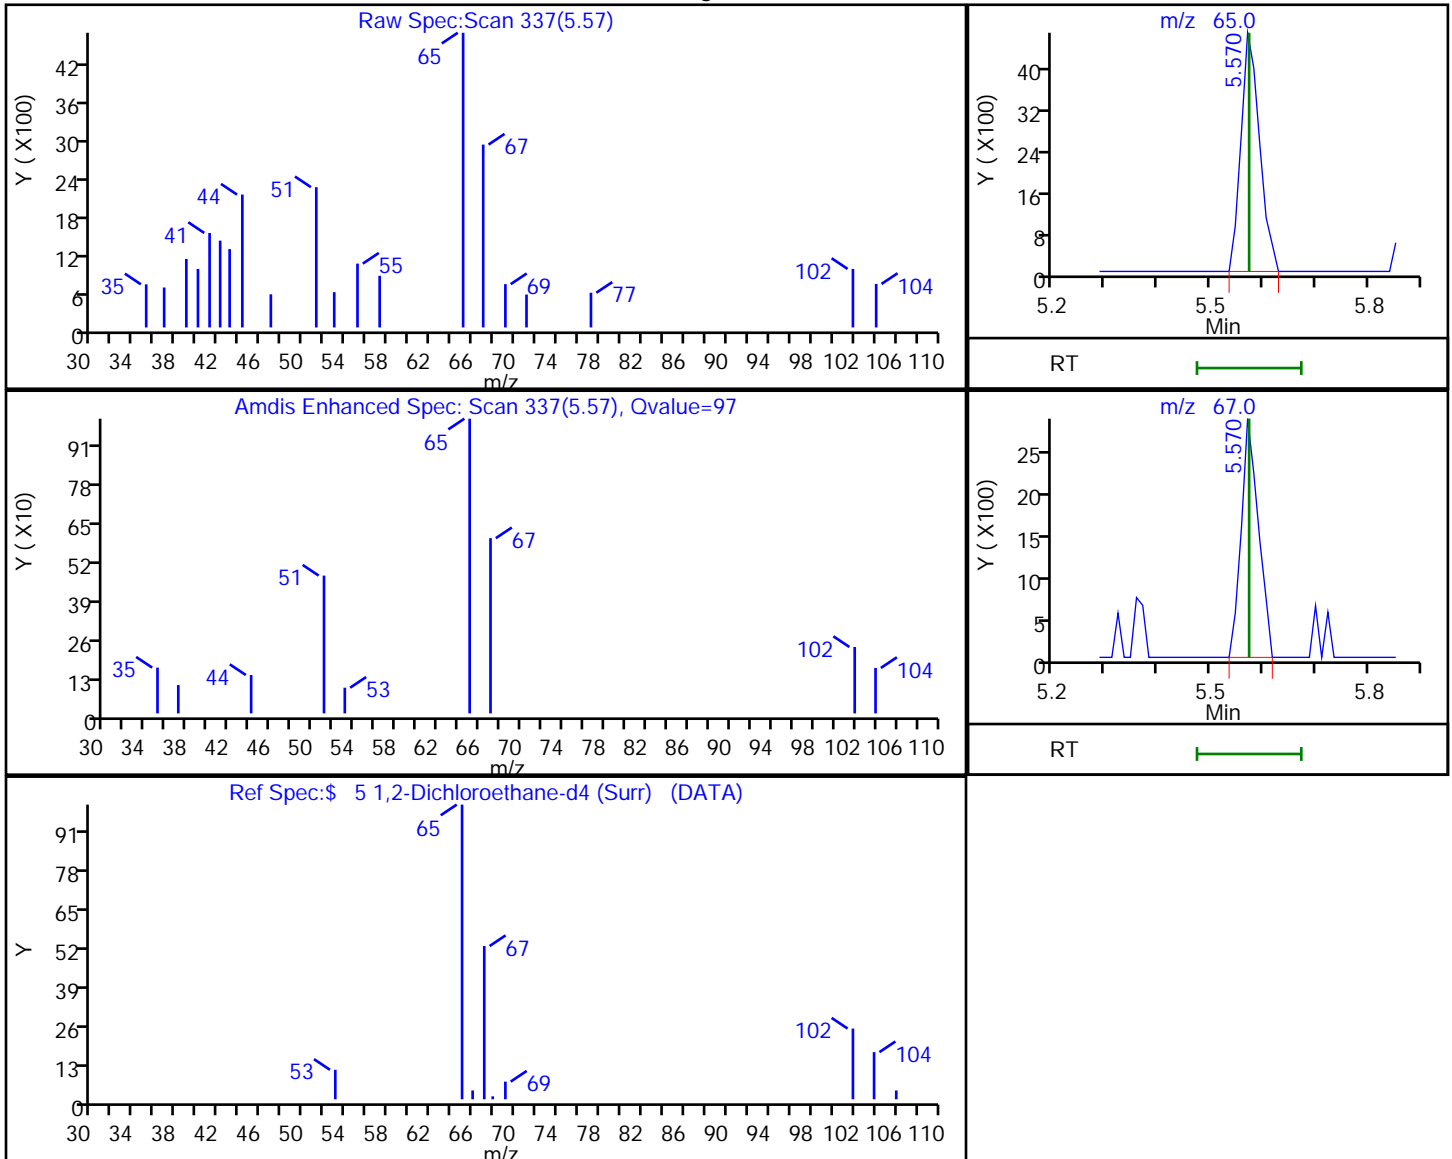 Raw Spec:Scan 337(5.57)
Y ( X100)
42
36
30
24
18
12
6
0
65
67
44
51
41
55
35
69
77
102
104
30 34 38 42 46 50 54 58 62 66 70 74 78 82 86 90 94 98 102 106 110
m/z
m/z 65.0
Y ( X100)
40
32
24
16
8
0
5.570
5.2 5.5 5.8
Min
RT
Amdis Enhanced Spec: Scan 337(5.57), Qvalue=97
Y ( X10)
91
78
65
52
39
26
13
0
65
67
51
35
44
53
102
104
30 34 38 42 46 50 54 58 62 66 70 74 78 82 86 90 94 98 102 106 110
m/z
m/z 67.0
Y ( X100)
25
20
15
10
5
0
5.570
5.2 5.5 5.8
Min
RT
Ref Spec:$ 5 1,2-Dichloroethane-d4 (Surr) (DATA)
Y
91
78
65
52
39
26
13
0
65
67
53
69
102
104
30 34 38 42 46 50 54 58 62 66 70 74 78 82 86 90 94 98 102 106 110
m/z